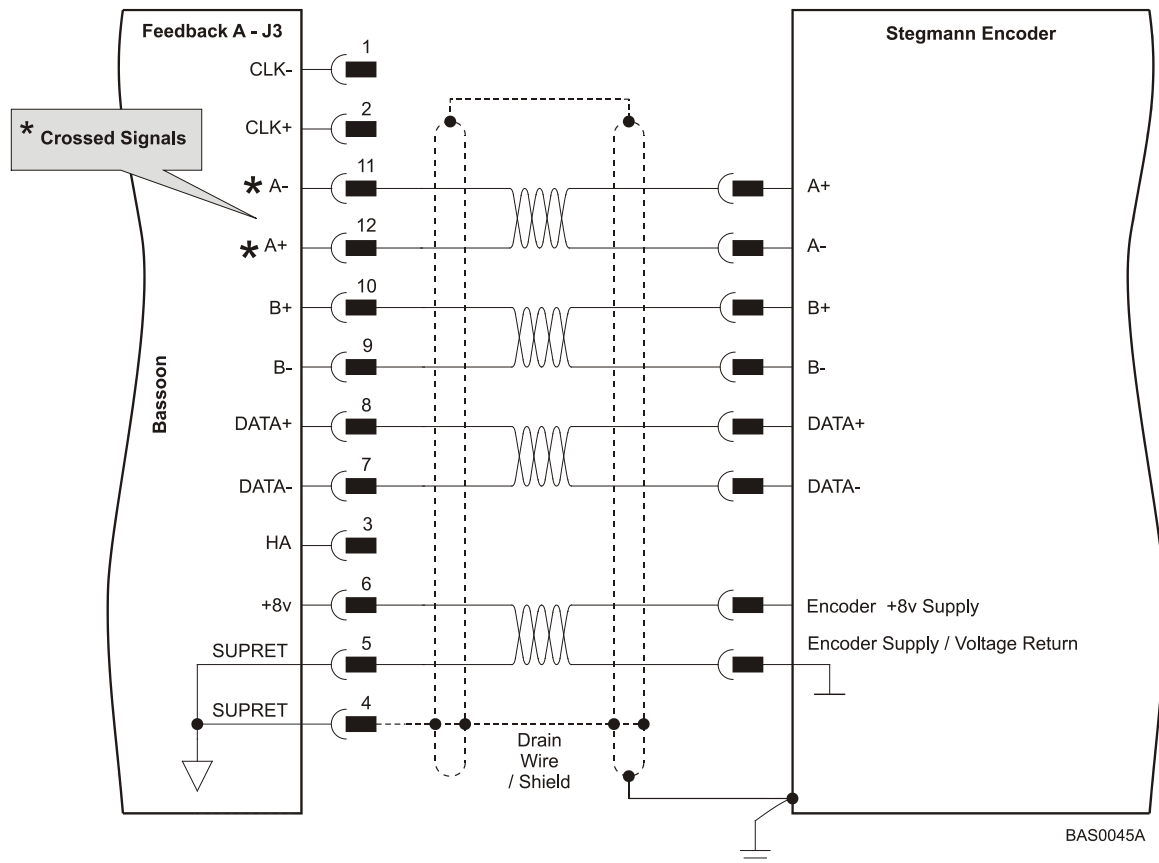 Feedback A - J3
Stegmann Encoder
CLK-
1
CLK+
2
* Crossed Signals
* A-
11
A+
* A+
12
A-
B+
10
B+
B-
9
B-
DATA+
8
DATA+
DATA-
7
DATA-
HA
3
+8v
6
Encoder +8v Supply
SUPRET
5
Encoder Supply / Voltage Return
SUPRET
4
Drain
Wire
/ Shield
Bassoon
BAS0045A